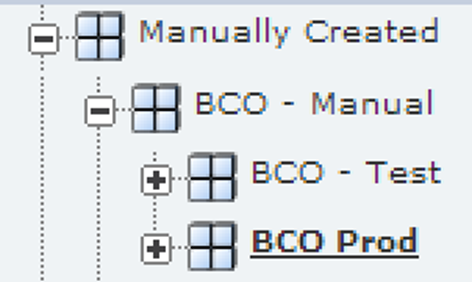 Manually Created
BCO - Manual
BCO - Test
BCO Prod